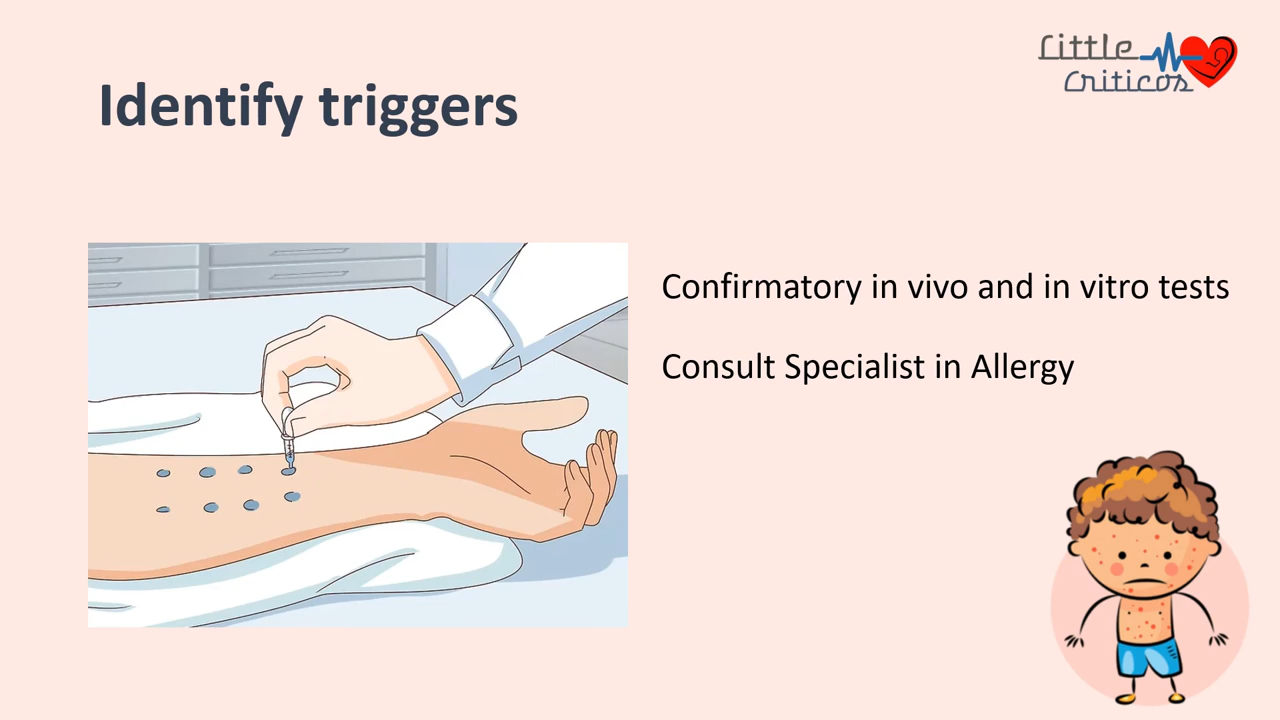 Little
Criticos
Identify triggers
Confirmatory in vivo and in vitro tests
Consult Specialist in Allergy